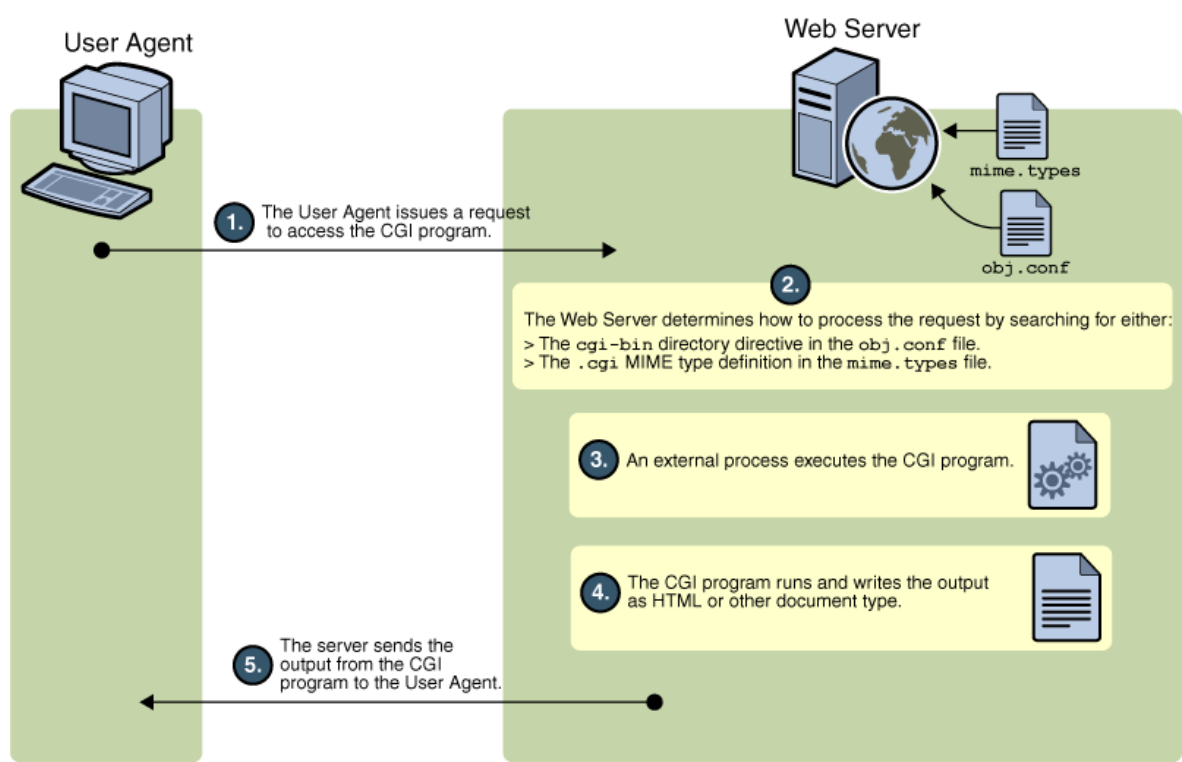 User Agent
Web Server
mime.types
obj.conf
1.
The User Agent issues a request
to access the CGI program.
2.
The Web Server determines how to process the request by searching for either:
> The cgi-bin directory directive in the obj.conf file.
> The .cgi MIME type definition in the mime.types file.
3.
An external process executes the CGI program.
4.
The CGI program runs and writes the output
as HTML or other document type.
5.
The server sends the
output from the CGI
program to the User Agent.